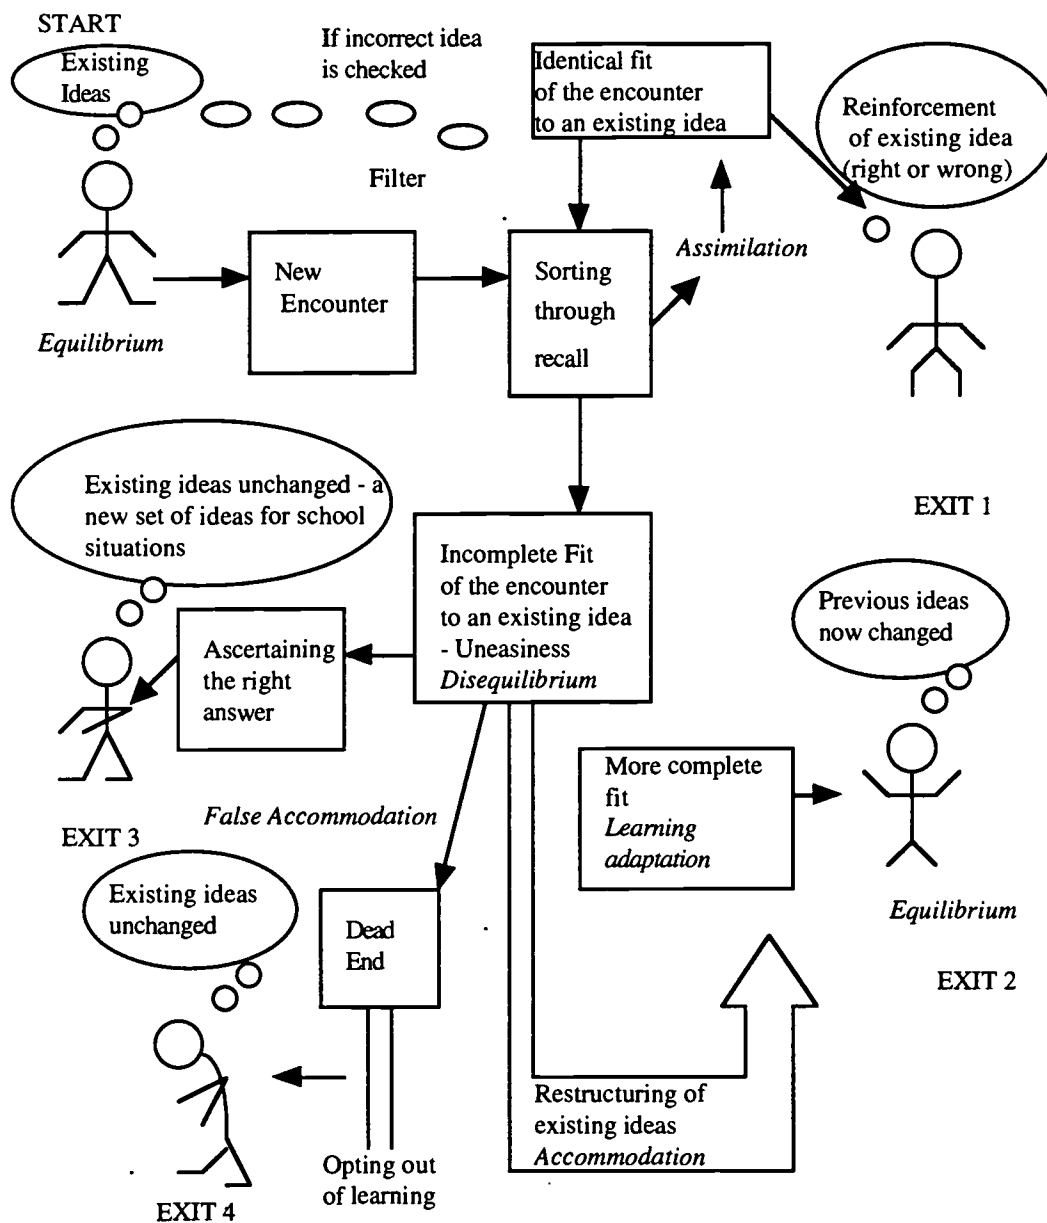 START
Existing
Ideas
If incorrect idea
is checked
Filter
Identical fit
of the encounter
to an existing idea
Reinforcement
of existing idea
(right or wrong)
Assimilation
New
Encounter
Sorting
through
recall
Equilibrium
EXIT 1
Existing ideas unchanged - a
new set of ideas for school
situations
Incomplete Fit
of the encounter
to an existing idea
- Uneasiness
Disequilibrium
Previous ideas
now changed
Ascertaining
the right
answer
More complete
fit
Learning
adaptation
False Accommodation
EXIT 3
Existing ideas
unchanged
Dead
End
Equilibrium
EXIT 2
Restructuring of
existing ideas
Accommodation
Opting out
of learning
EXIT 4